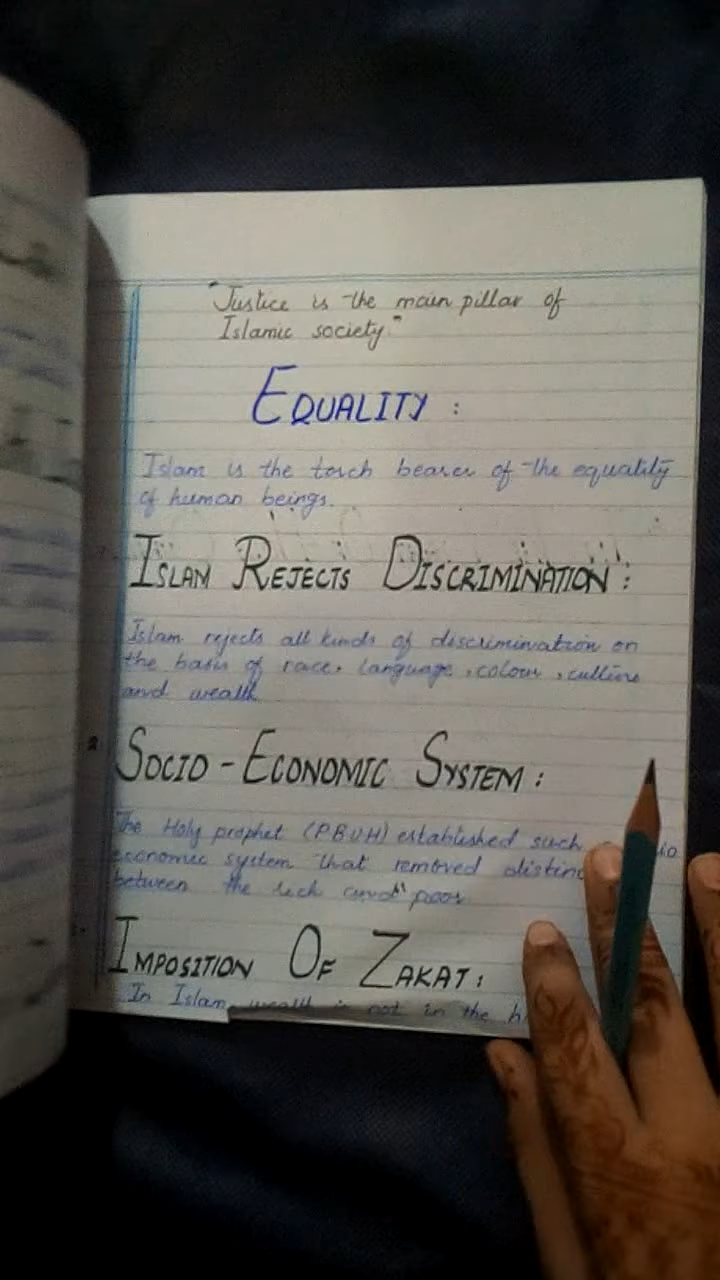 "Justice is the main pillar of
Islamic society."
EQUALITY :
Islam is the torch bearer of the equality
of human beings.
ISLAM REJECTS DISCRIMINATION :
Islam rejects all kinds of discrimination on
the basis of race, language, colour, culture
and wealth
SOCIO - ECONOMIC SYSTEM :
The Holy prophet (PBUH) established such
economic system that removed
between the rich and poor
IMPOSITION OF ZAKAT :
In Islam wealth is not in the